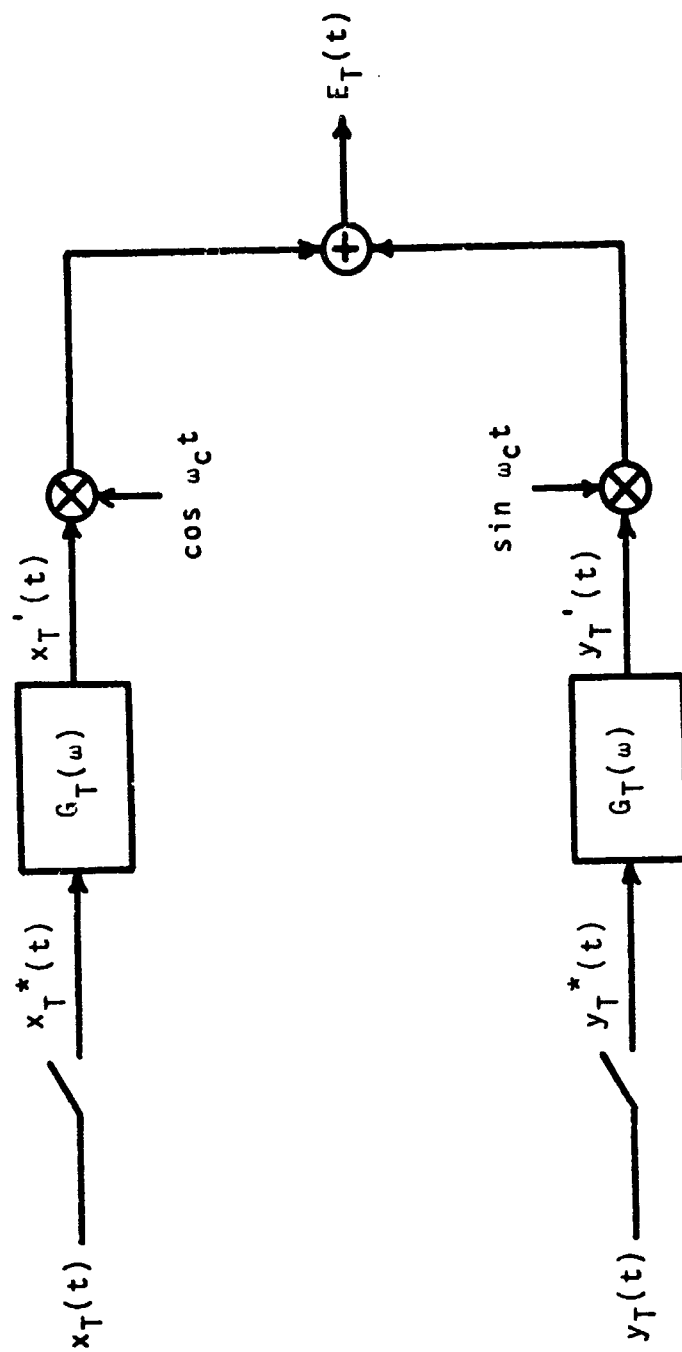 x_T(t)
x_T^*(t)
G_T(ω)
x_T'(t)
cos ω_c t
E_T(t)
+
y_T(t)
y_T^*(t)
G_T(ω)
y_T'(t)
sin ω_c t